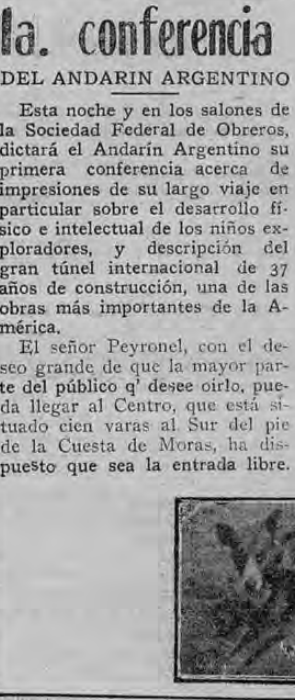 1a. conferencia
DEL ANDARIN ARGENTINO
Esta noche y en los salones de
la Sociedad Federal de Obreros,
dictará el Andarín Argentino su
primera conferencia acerca de
impresiones de su largo viaje en
particular sobre el desarrollo fí-
sico e intelectual de los niños ex-
ploradores, y descripción del
gran túnel internacional de 37
años de construcción, una de las
obras más importantes de la A-
mérica.
El señor Peyronel, con el de-
seo grande de que la mayor par-
te del público q' desee oirlo, pue-
da llegar al Centro, que está si-
tuado cien varas al Sur del pie
de la Cuesta de Moras, ha dis-
puesto que sea la entrada libre.